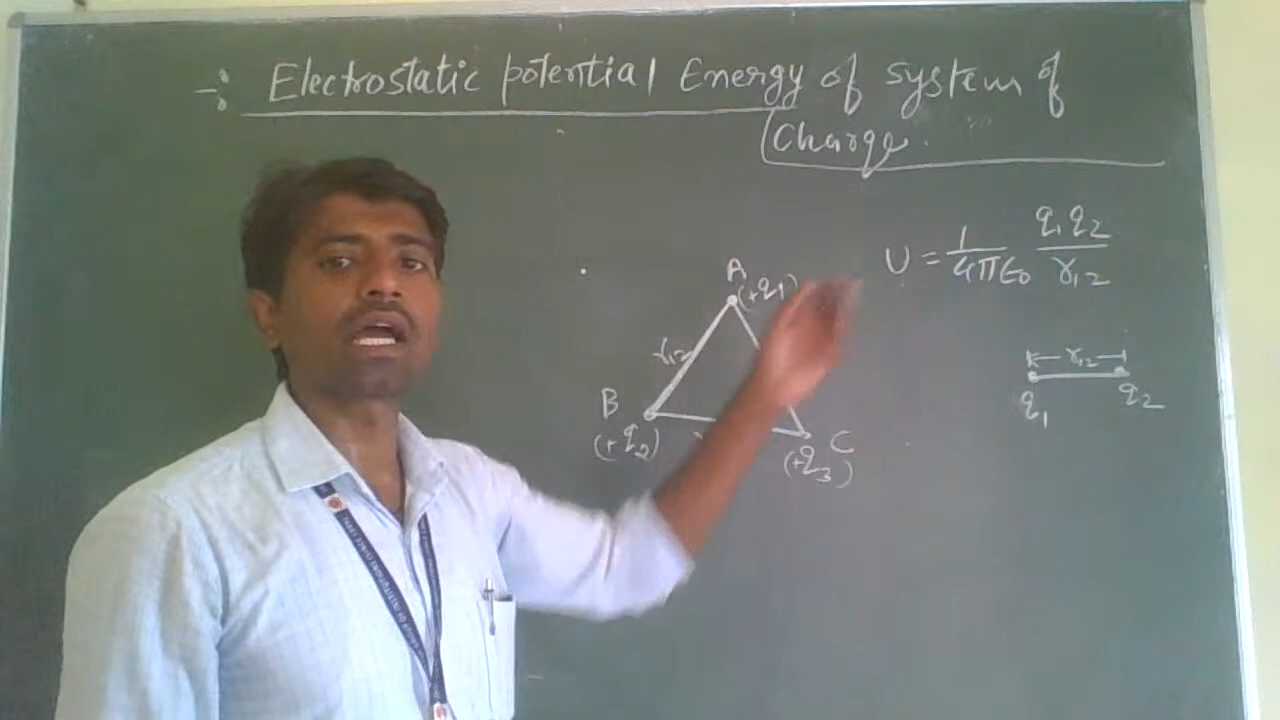 ÷ Electrostatic potential Energy of system of
Charge.
U = 1/4πϵ₀ q₁q₂/r₁₂
A
(+q₁)
r₁₂
B
(+q₂)
C
(+q₃)
r₁₂
q₁
q₂